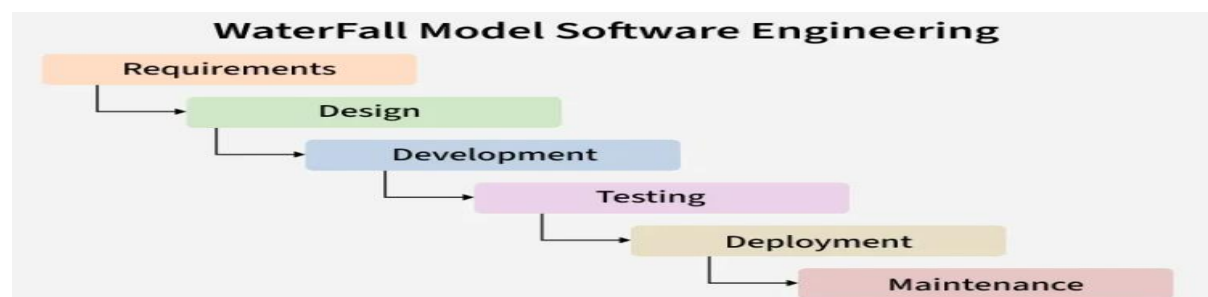 WaterFall Model Software Engineering
Requirements
Design
Development
Testing
Deployment
Maintenance